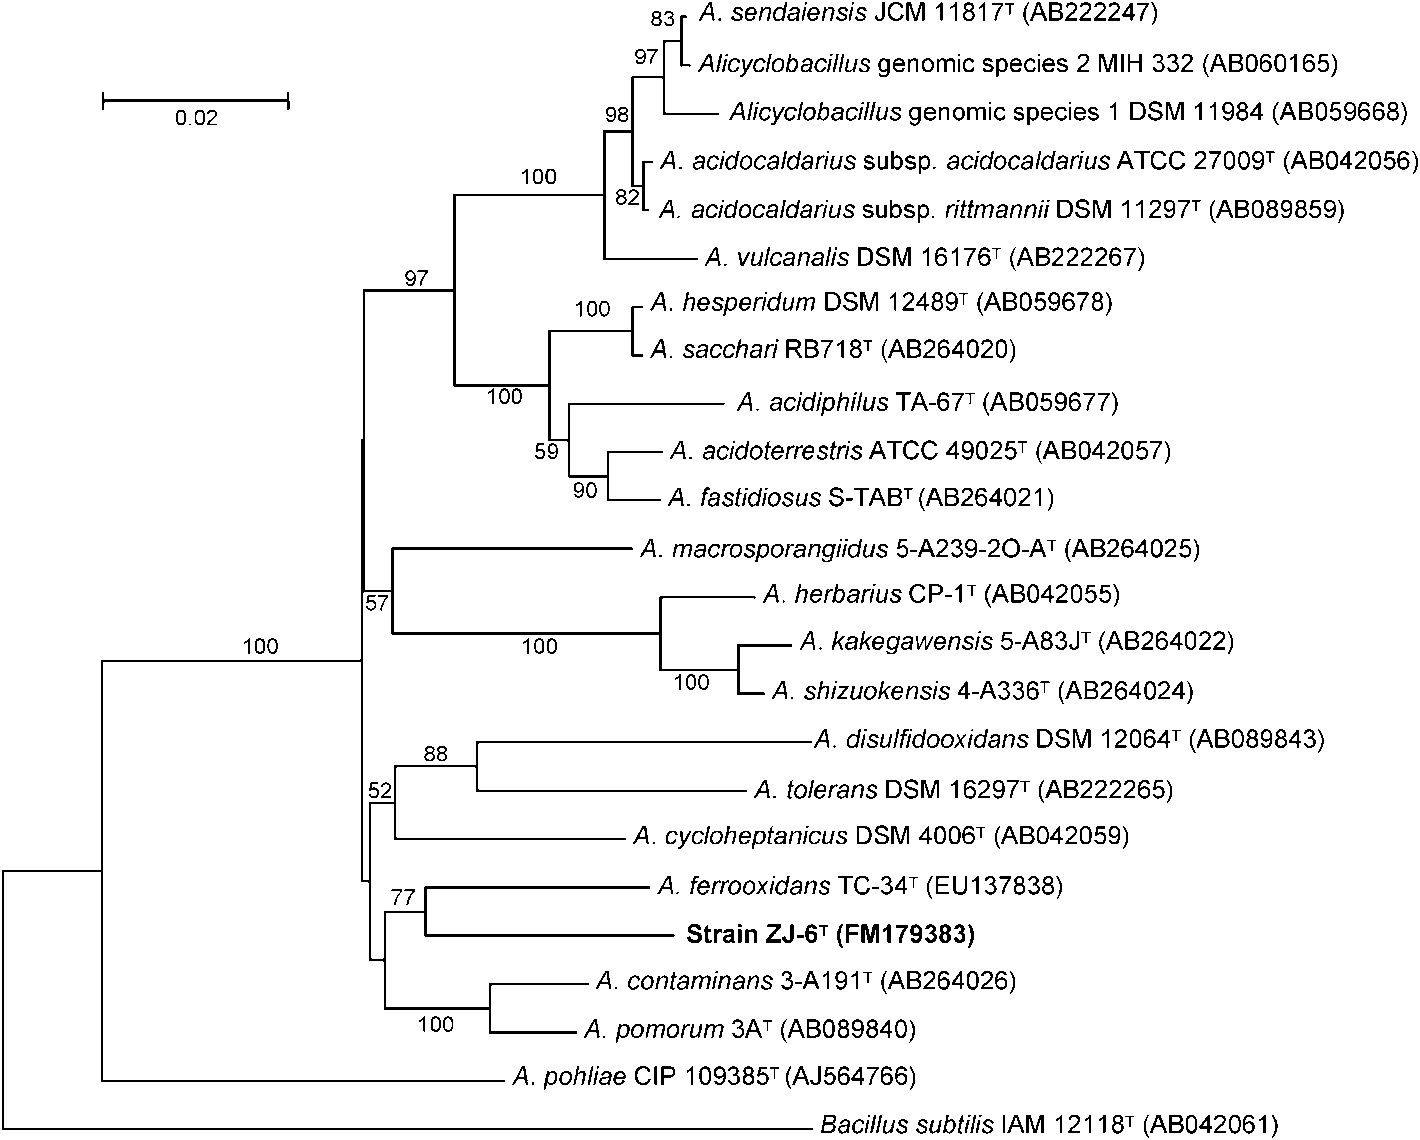 83
A. sendaiensis JCM 11817ᵀ (AB222247)
97
Alicyclobacillus genomic species 2 MIH 332 (AB060165)
0.02
98
Alicyclobacillus genomic species 1 DSM 11984 (AB059668)
100
A. acidocaldarius subsp. acidocaldarius ATCC 27009ᵀ (AB042056)
82
A. acidocaldarius subsp. rittmannii DSM 11297ᵀ (AB089859)
A. vulcanalis DSM 16176ᵀ (AB222267)
97
100
A. hesperidum DSM 12489ᵀ (AB059678)
A. sacchari RB718ᵀ (AB264020)
100
A. acidiphilus TA-67ᵀ (AB059677)
59
A. acidoterrestris ATCC 49025ᵀ (AB042057)
90
A. fastidiosus S-TABᵀ (AB264021)
A. macrosporangiidus 5-A239-2O-Aᵀ (AB264025)
57
A. herbarius CP-1ᵀ (AB042055)
100
100
A. kakegawensis 5-A83Jᵀ (AB264022)
100
A. shizuokensis 4-A336ᵀ (AB264024)
88
A. disulfidooxidans DSM 12064ᵀ (AB089843)
52
A. tolerans DSM 16297ᵀ (AB222265)
A. cycloheptanicus DSM 4006ᵀ (AB042059)
77
A. ferrooxidans TC-34ᵀ (EU137838)
Strain ZJ-6ᵀ (FM179383)
A. contaminans 3-A191ᵀ (AB264026)
100
A. pomorum 3Aᵀ (AB089840)
A. pohliae CIP 109385ᵀ (AJ564766)
Bacillus subtilis IAM 12118ᵀ (AB042061)